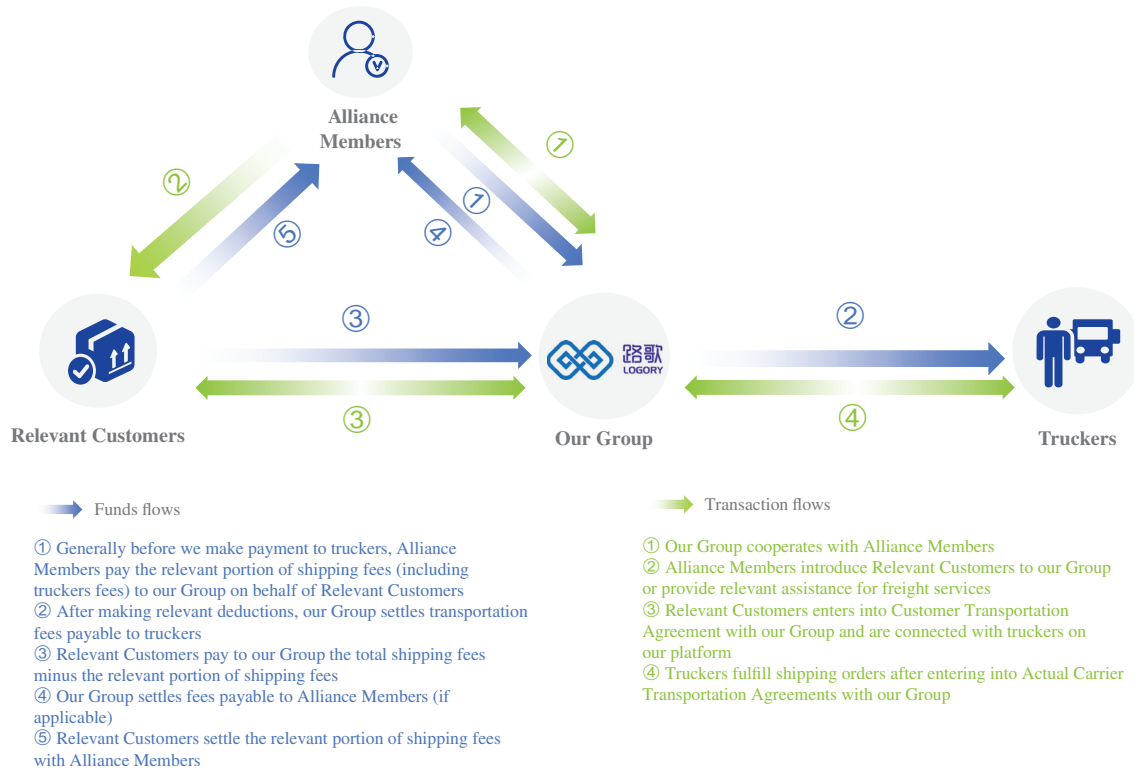 Alliance
Members
①
②
①
④
⑤
③
②
路歌
LOGORY
③
④
Relevant Customers
Our Group
Truckers
Funds flows
① Generally before we make payment to truckers, Alliance
Members pay the relevant portion of shipping fees (including
truckers fees) to our Group on behalf of Relevant Customers
② After making relevant deductions, our Group settles transportation
fees payable to truckers
③ Relevant Customers pay to our Group the total shipping fees
minus the relevant portion of shipping fees
④ Our Group settles fees payable to Alliance Members (if
applicable)
⑤ Relevant Customers settle the relevant portion of shipping fees
with Alliance Members
Transaction flows
① Our Group cooperates with Alliance Members
② Alliance Members introduce Relevant Customers to our Group
or provide relevant assistance for freight services
③ Relevant Customers enters into Customer Transportation
Agreement with our Group and are connected with truckers on
our platform
④ Truckers fulfill shipping orders after entering into Actual Carrier
Transportation Agreements with our Group